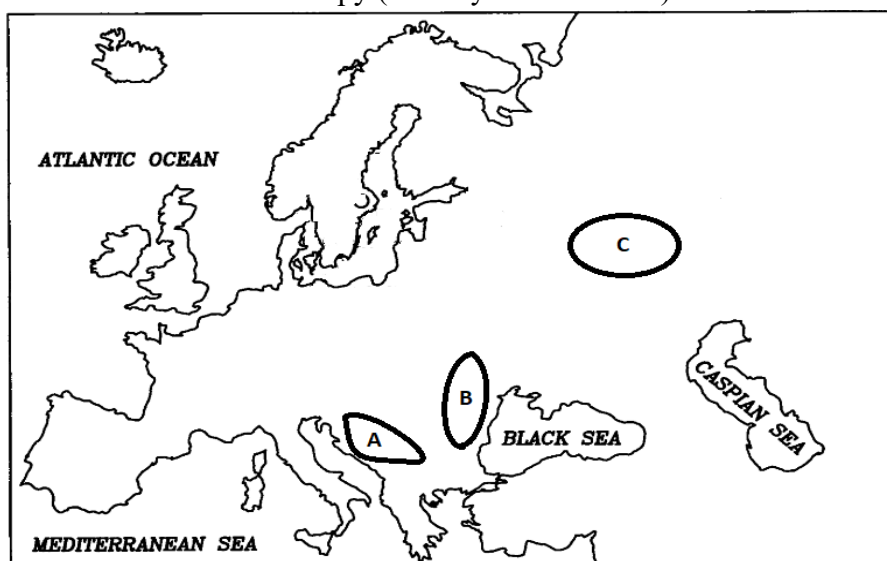 ATLANTIC OCEAN
C
CASPIAN SEA
B
A
BLACK SEA
MEDITERRANEAN SEA